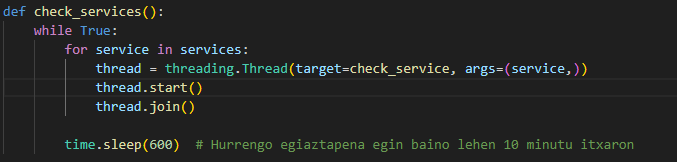 def check_services():
    while True:
        for service in services:
            thread = threading.Thread(target=check_service, args=(service,))
            thread.start()
            thread.join()

        time.sleep(600)  # Hurrengo egiaztapena egin baino lehen 10 minutu itxaron